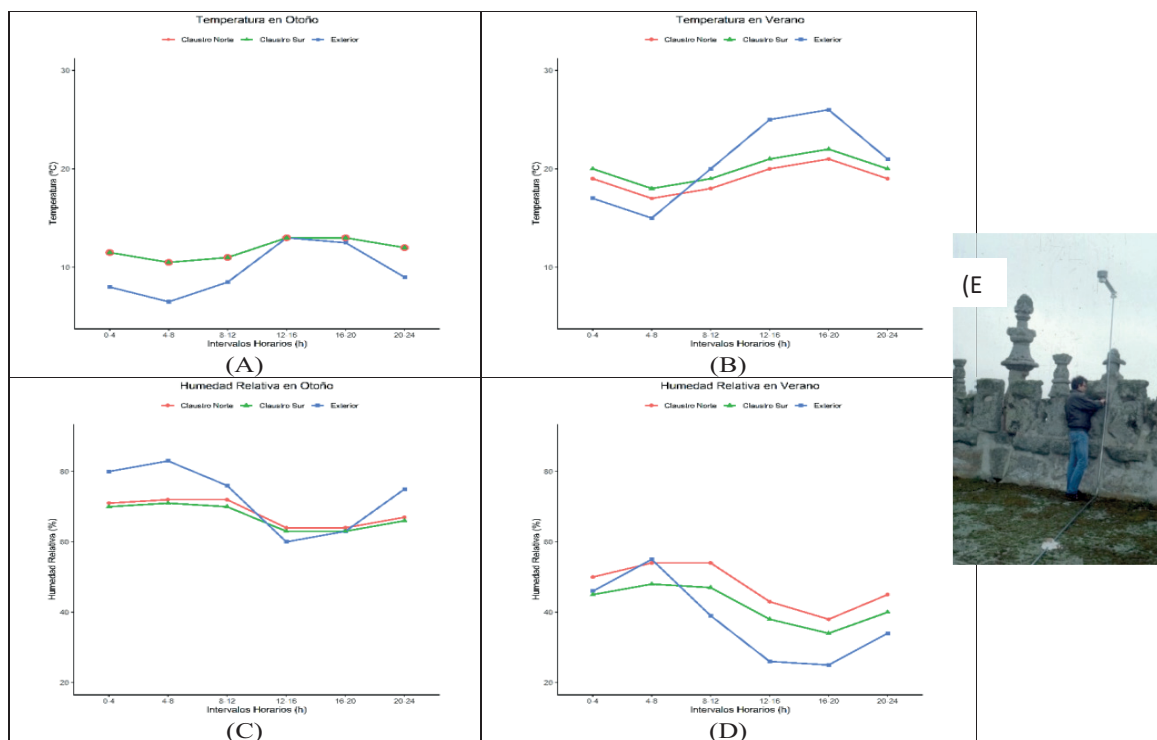 Temperatura en Otoño
Claustro Norte Claustro Sur Exterior
30
20
10
Temperatura (ºC)
0-4 4-8 8-12 12-16 16-20 20-24
Intervalos Horarios (h)
(A)
Temperatura en Verano
Claustro Norte Claustro Sur Exterior
30
20
10
Temperatura (ºC)
0-4 4-8 8-12 12-16 16-20 20-24
Intervalos Horarios (h)
(B)
(E
Humedad Relativa en Otoño
Claustro Norte Claustro Sur Exterior
80
60
40
20
Humedad Relativa (%)
0-4 4-8 8-12 12-16 16-20 20-24
Intervalos Horarios (h)
(C)
Humedad Relativa en Verano
Claustro Norte Claustro Sur Exterior
80
60
40
20
Humedad Relativa (%)
0-4 4-8 8-12 12-16 16-20 20-24
Intervalos Horarios (h)
(D)